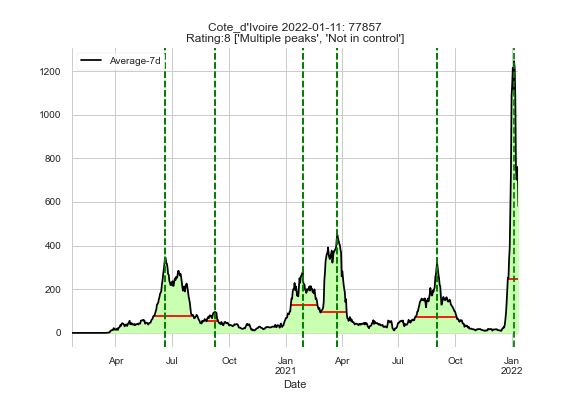 Cote_d'Ivoire 2022-01-11: 77857
Rating:8 ['Multiple peaks', 'Not in control']
Average-7d
1200
1000
800
600
400
200
0
Apr Jul Oct Jan Apr Jul Oct Jan
2021 2022
Date